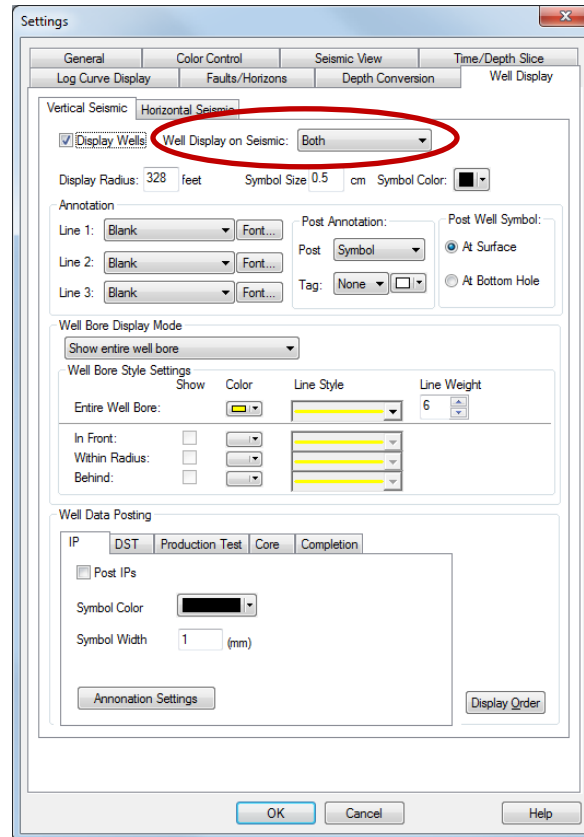 Settings
General Color Control Seismic View Time/Depth Slice
Log Curve Display Faults/Horizons Depth Conversion Well Display
Vertical Seismic Horizontal Seismic
Display Wells Well Display on Seismic: Both
Display Radius: 328 feet Symbol Size 0.5 cm Symbol Color:
Annotation
Line 1: Blank Font...
Line 2: Blank Font...
Line 3: Blank Font...
Post Annotation:
Post Symbol
Tag: None
Post Well Symbol:
At Surface
At Bottom Hole
Well Bore Display Mode
Show entire well bore
Well Bore Style Settings
Show Color Line Style Line Weight
Entire Well Bore: 6
In Front:
Within Radius:
Behind:
Well Data Posting
IP DST Production Test Core Completion
Post IPs
Symbol Color
Symbol Width 1 (mm)
Annonation Settings
Display Order
OK Cancel Help